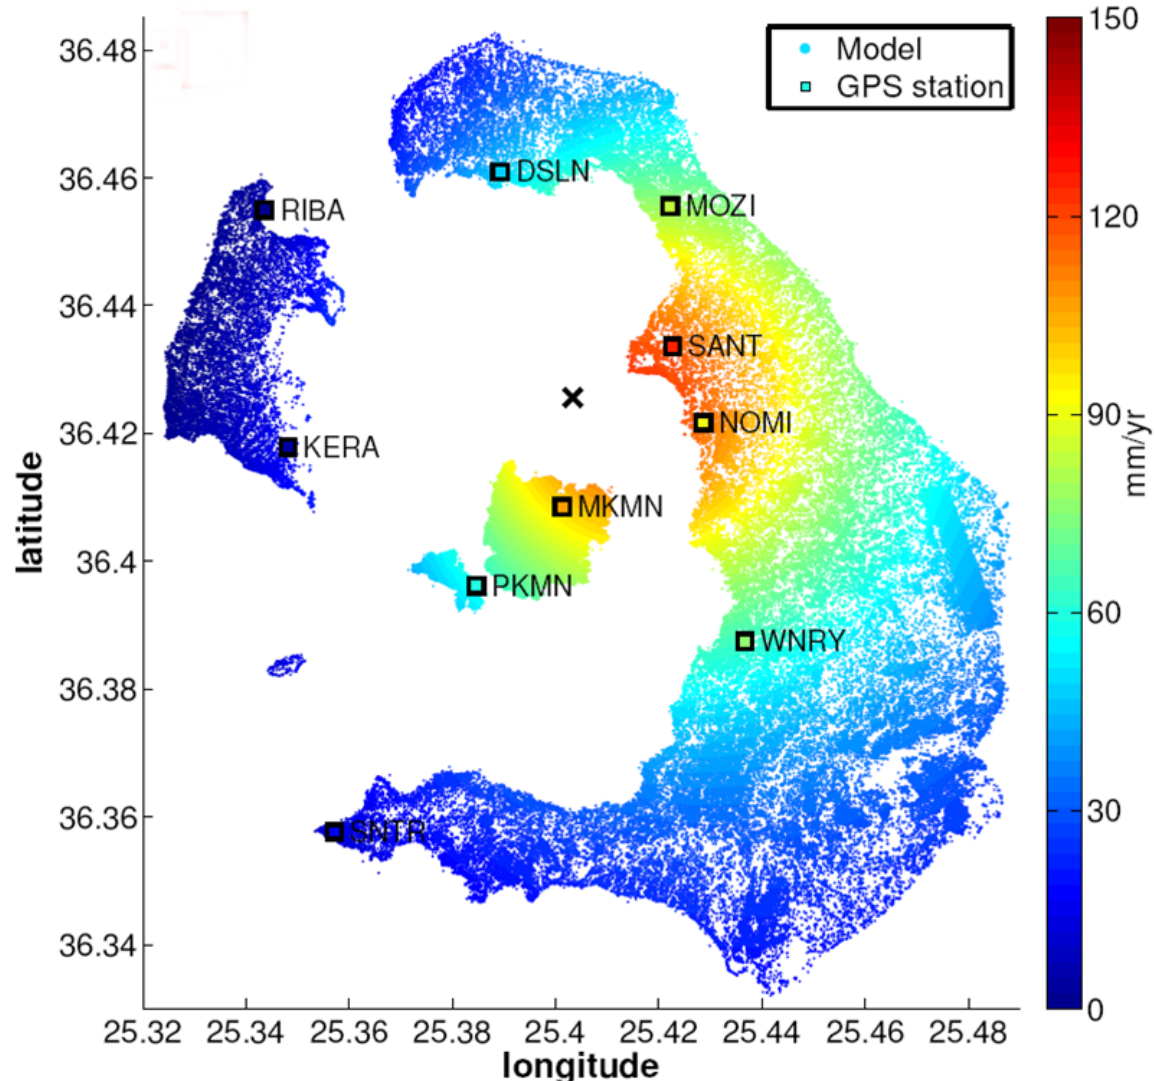 Model
GPS station
36.48
36.46
36.44
36.42
36.4
36.38
36.36
36.34
latitude
DSLN
RIBA
MOZI
SANT
NOMI
KERA
MKMN
PKMN
WNRY
SNTR
25.32 25.34 25.36 25.38 25.4 25.42 25.44 25.46 25.48
longitude
150
120
90
60
30
0
mm/yr